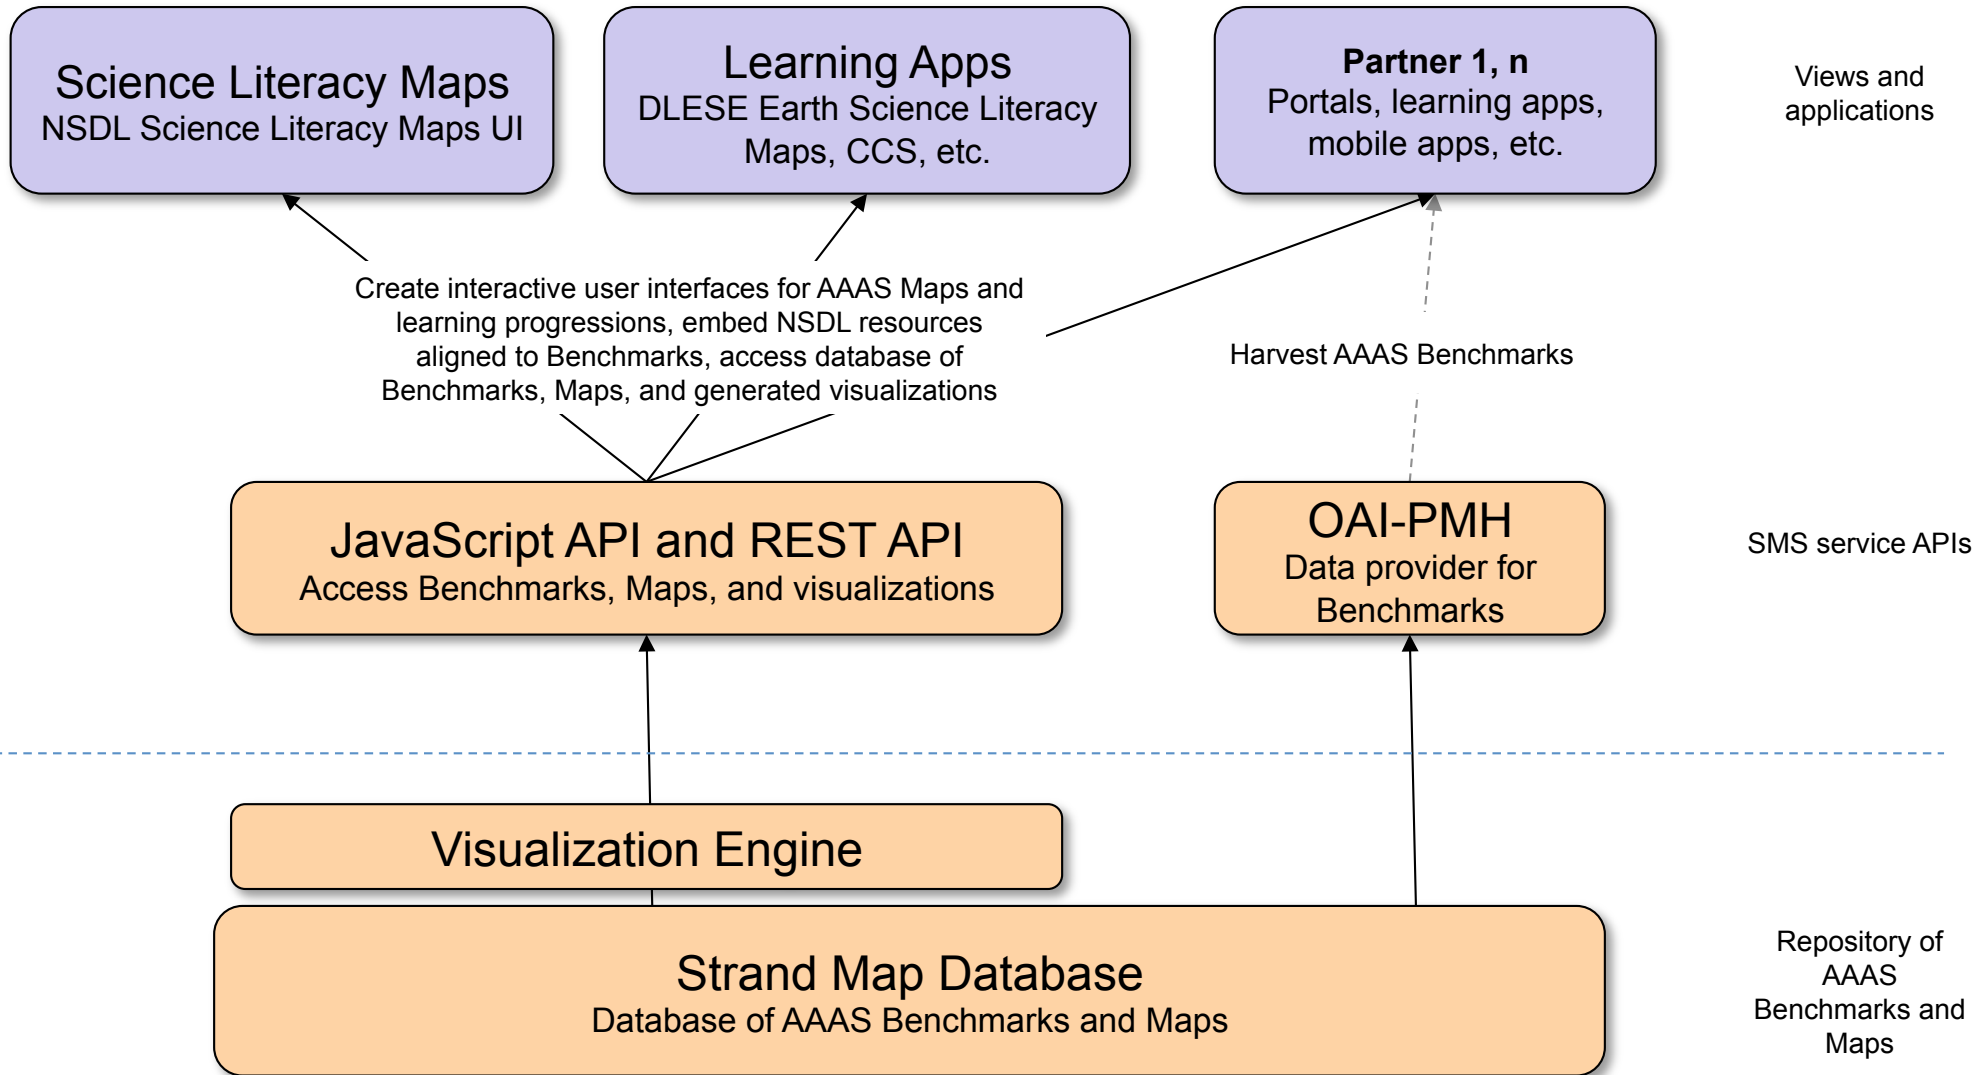 Science Literacy Maps
NSDL Science Literacy Maps UI
Learning Apps
DLESE Earth Science Literacy
Maps, CCS, etc.
Partner 1, n
Portals, learning apps,
mobile apps, etc.
Views and
applications
Create interactive user interfaces for AAAS Maps and
learning progressions, embed NSDL resources
aligned to Benchmarks, access database of
Benchmarks, Maps, and generated visualizations
Harvest AAAS Benchmarks
JavaScript API and REST API
Access Benchmarks, Maps, and visualizations
OAI-PMH
Data provider for
Benchmarks
SMS service APIs
Visualization Engine
Strand Map Database
Database of AAAS Benchmarks and Maps
Repository of
AAAS
Benchmarks and
Maps